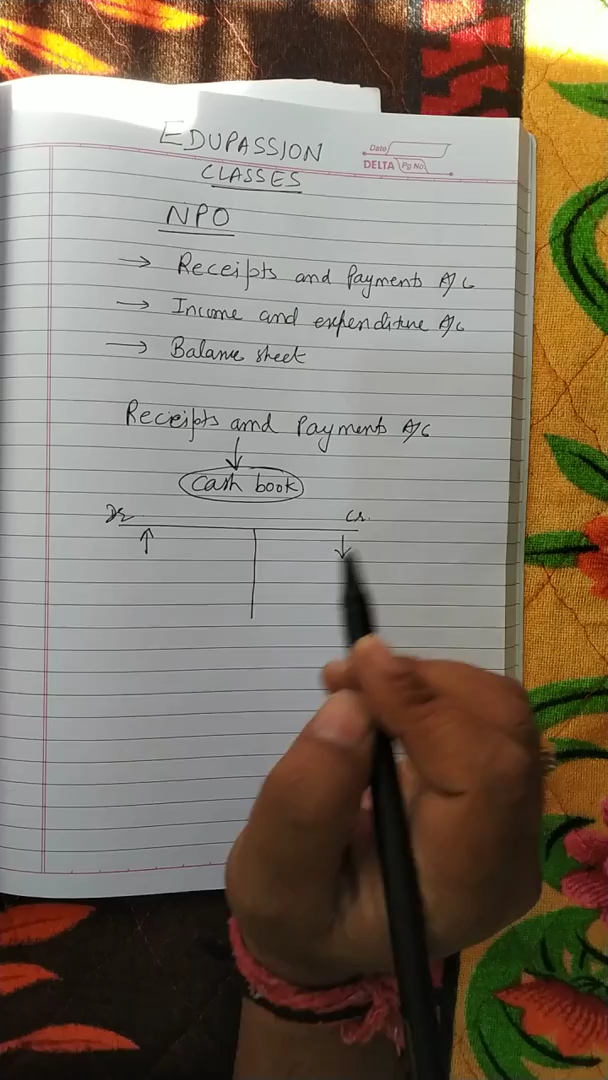 EDUPASSION
CLASSES
Date
DELTA Pg No.
NPO
→ Receipts and Payments A/c
→ Income and expenditure A/c
→ Balance sheet
Receipts and Payments A/c
↓
Cash book
Dr Cr.
↑ ↓